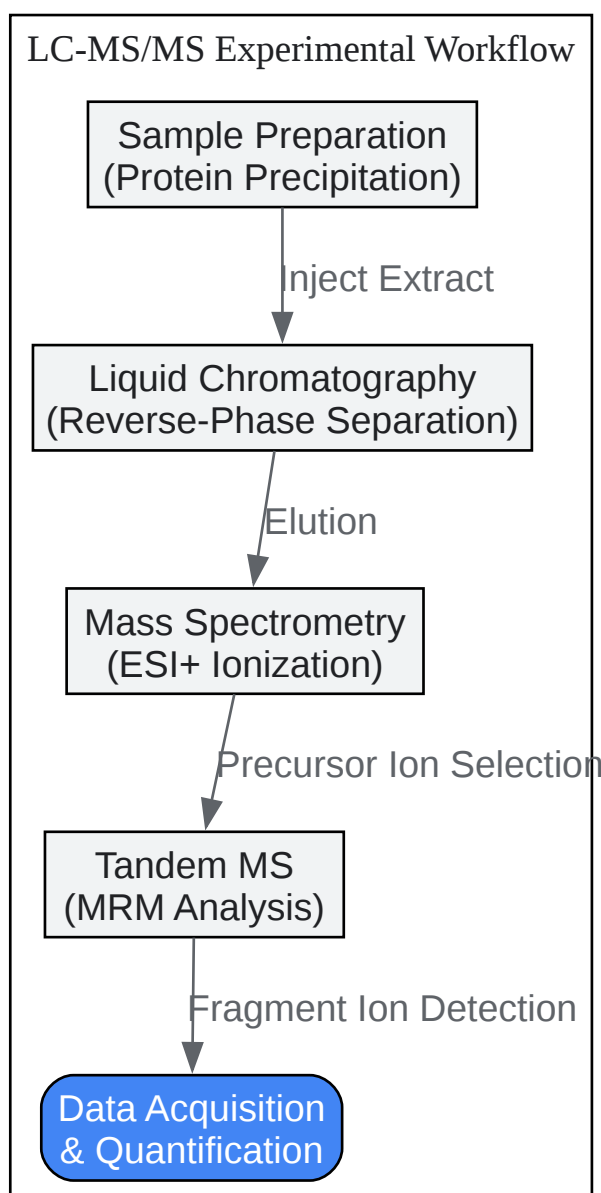 LC-MS/MS Experimental Workflow
Sample Preparation
(Protein Precipitation)
Inject Extract
Liquid Chromatography
(Reverse-Phase Separation)
Elution
Mass Spectrometry
(ESI+ Ionization)
Precursor Ion Selection
Tandem MS
(MRM Analysis)
Fragment Ion Detection
Data Acquisition
& Quantification